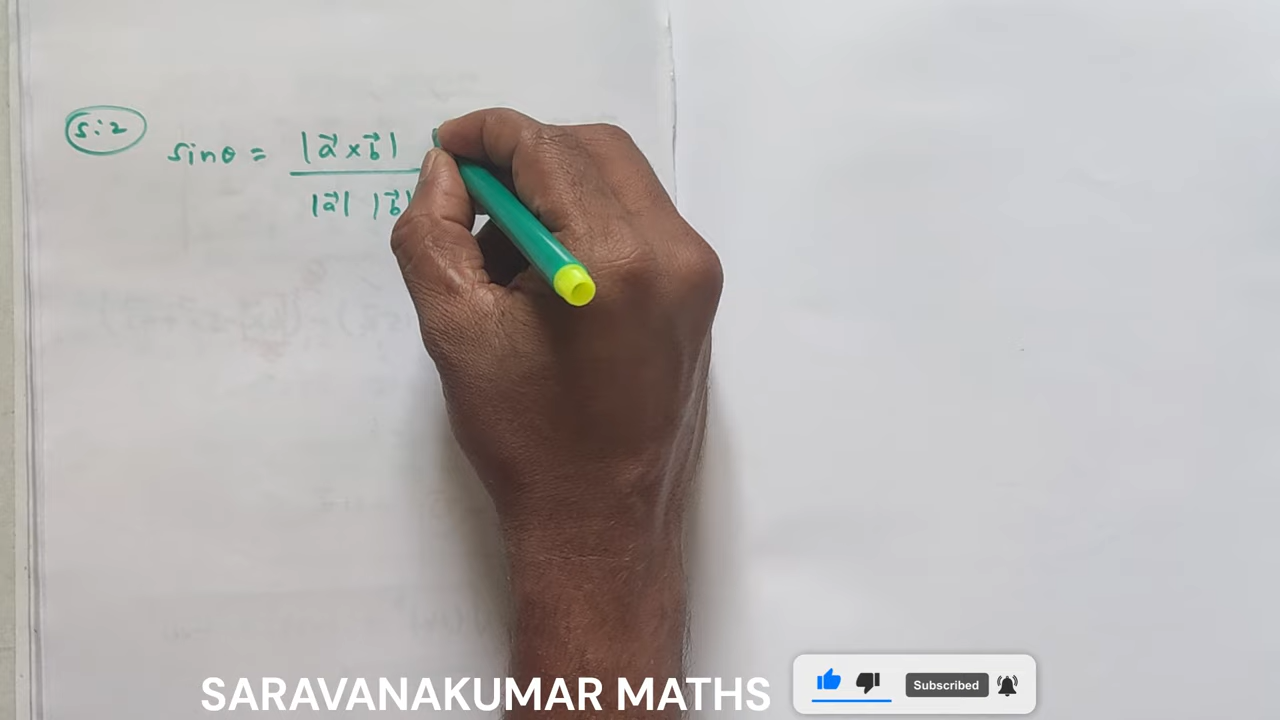 S:2
sinθ = |a⃗ × b⃗|
|a⃗| |b⃗|
SARAVANAKUMAR MATHS
Subscribed